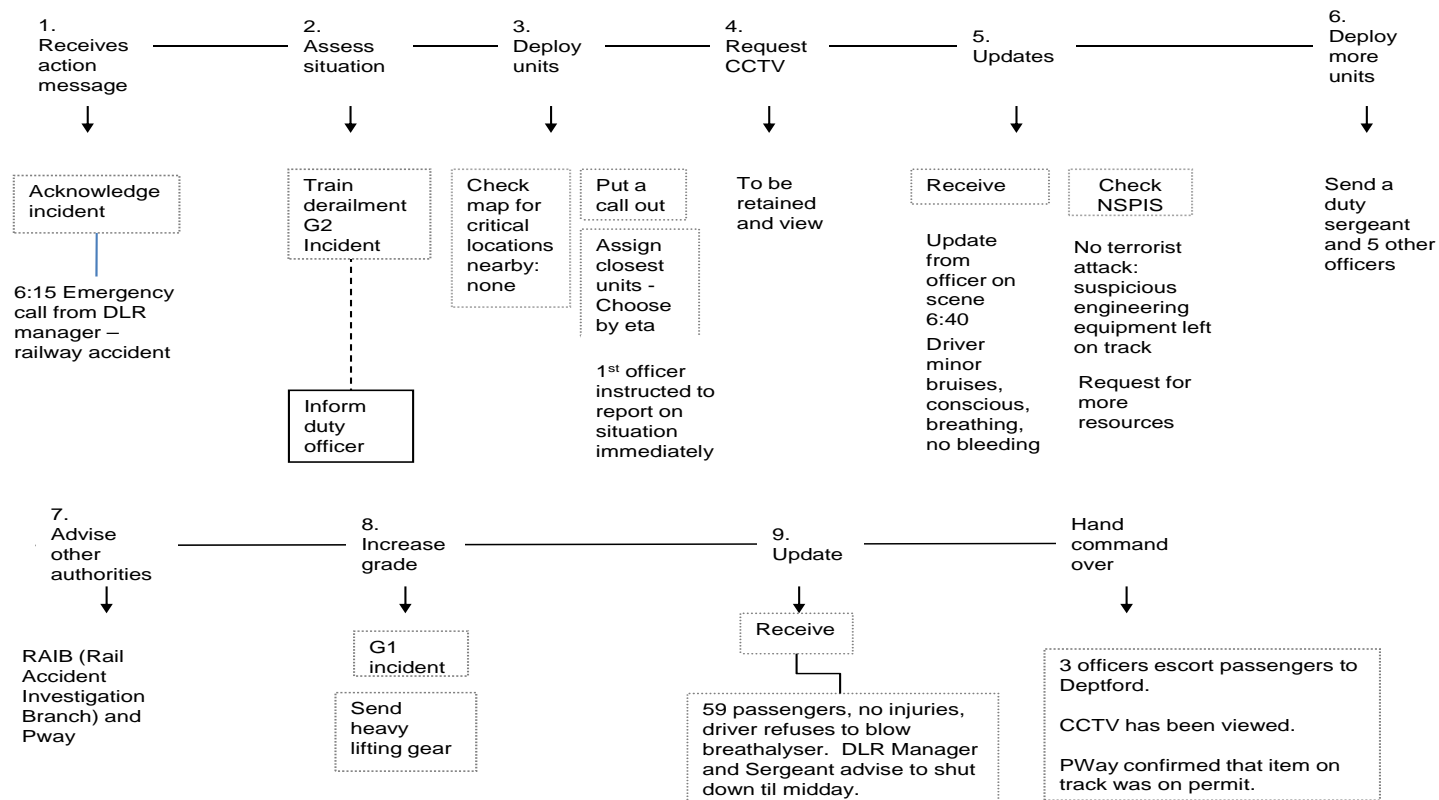 1.
Receives
action
message
2.
Assess
situation
3.
Deploy
units
4.
Request
CCTV
5.
Updates
6.
Deploy
more
units
Acknowledge
incident
6:15 Emergency
call from DLR
manager –
railway accident
Train
derailment
G2
Incident
Inform
duty
officer
Check
map for
critical
locations
nearby:
none
Put a
call out
Assign
closest
units -
Choose
by eta
1st officer
instructed to
report on
situation
immediately
To be
retained
and view
Receive
Update
from
officer on
scene
6:40
Driver
minor
bruises,
conscious,
breathing,
no bleeding
Check
NSPIS
No terrorist
attack:
suspicious
engineering
equipment left
on track
Request for
more
resources
Send a
duty
sergeant
and 5 other
officers
7.
Advise
other
authorities
8.
Increase
grade
9.
Update
Hand
command
over
RAIB (Rail
Accident
Investigation
Branch) and
Pway
G1
incident
Send
heavy
lifting gear
Receive
59 passengers, no injuries,
driver refuses to blow
breathalyser. DLR Manager
and Sergeant advise to shut
down til midday.
3 officers escort passengers to
Deptford.
CCTV has been viewed.
PWay confirmed that item on
track was on permit.